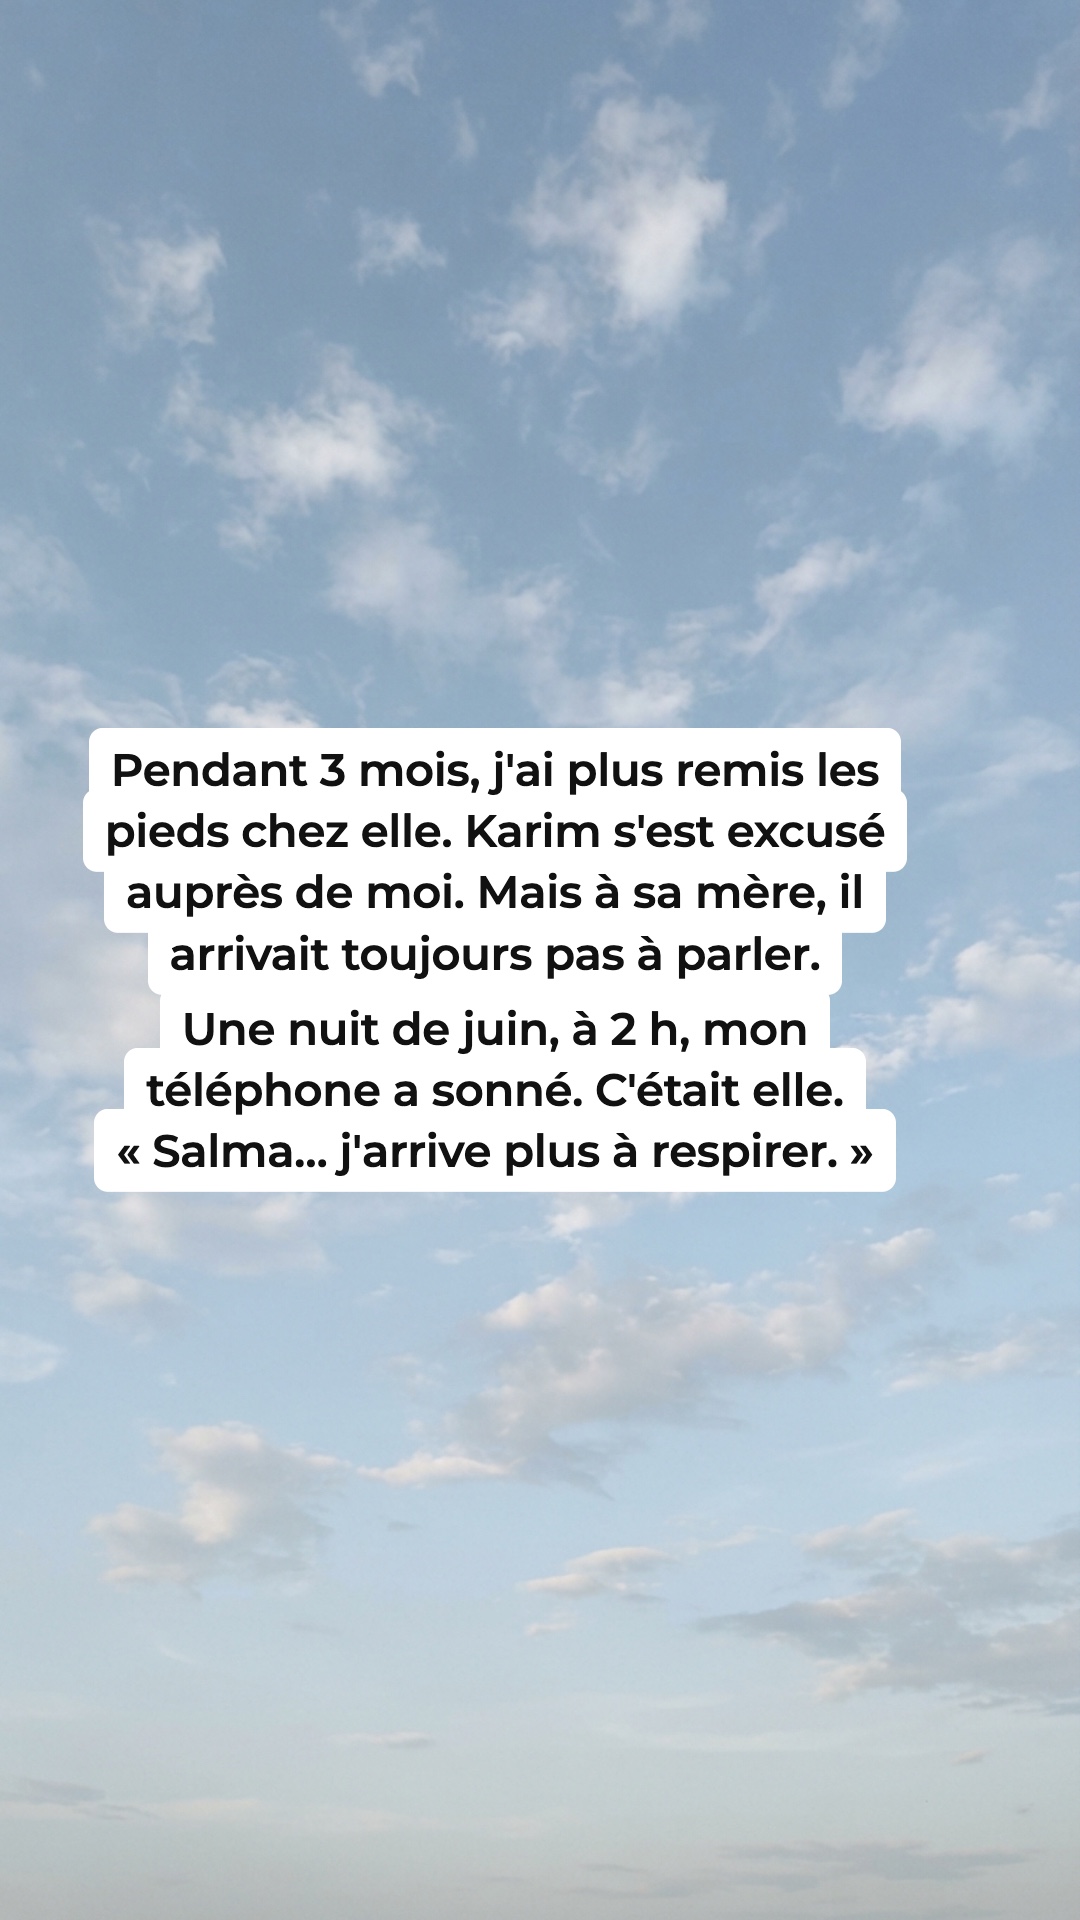 Pendant 3 mois, j'ai plus remis les
pieds chez elle. Karim s'est excusé
auprès de moi. Mais à sa mère, il
arrivait toujours pas à parler.
Une nuit de juin, à 2 h, mon
téléphone a sonné. C'était elle.
« Salma... j'arrive plus à respirer. »